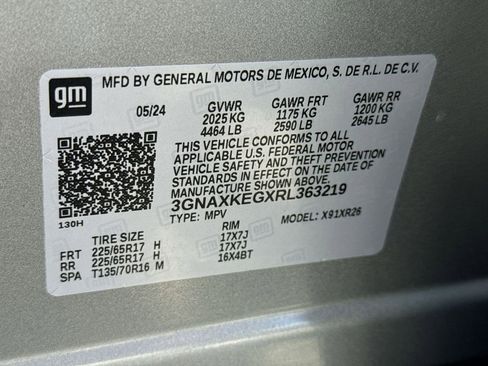 gm
MFD BY GENERAL MOTORS DE MEXICO, S. DE R.L. DE C.V.
05/24 GVWR GAWR FRT GAWR RR
2025 KG 1175 KG 1200 KG
4464 LB 2590 LB 2645 LB
THIS VEHICLE CONFORMS TO ALL
APPLICABLE U.S. FEDERAL MOTOR
VEHICLE SAFETY AND THEFT PREVENTION
STANDARDS IN EFFECT ON THE DATE OF
MANUFACTURE SHOWN ABOVE.
3GNAXKEGXRL363219
130H
TYPE: MPV MODEL: X91XR26
TIRE SIZE RIM
FRT 225/65R17 H 17X7J
RR 225/65R17 H 17X7J
SPA T135/70R16 M 16X4BT